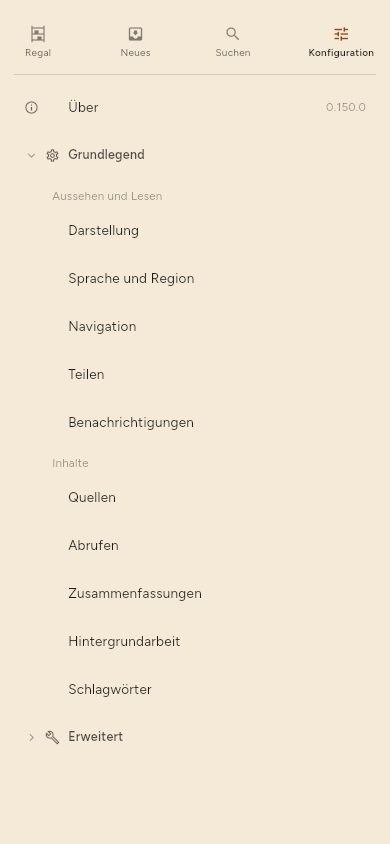 Regal
Neues
Suchen
Konfiguration
Über
0.150.0
Grundlegend
Aussehen und Lesen
Darstellung
Sprache und Region
Navigation
Teilen
Benachrichtigungen
Inhalte
Quellen
Abrufen
Zusammenfassungen
Hintergrundarbeit
Schlagwörter
Erweitert